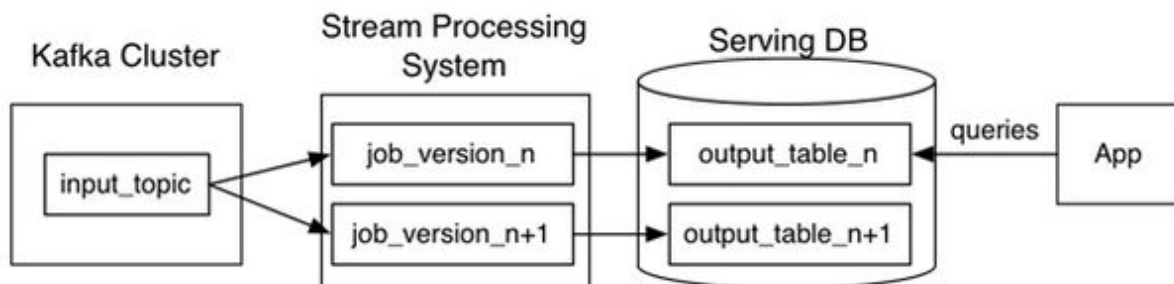 Kafka Cluster
Stream Processing
System
Serving DB
input_topic
job_version_n
job_version_n+1
output_table_n
output_table_n+1
queries
App